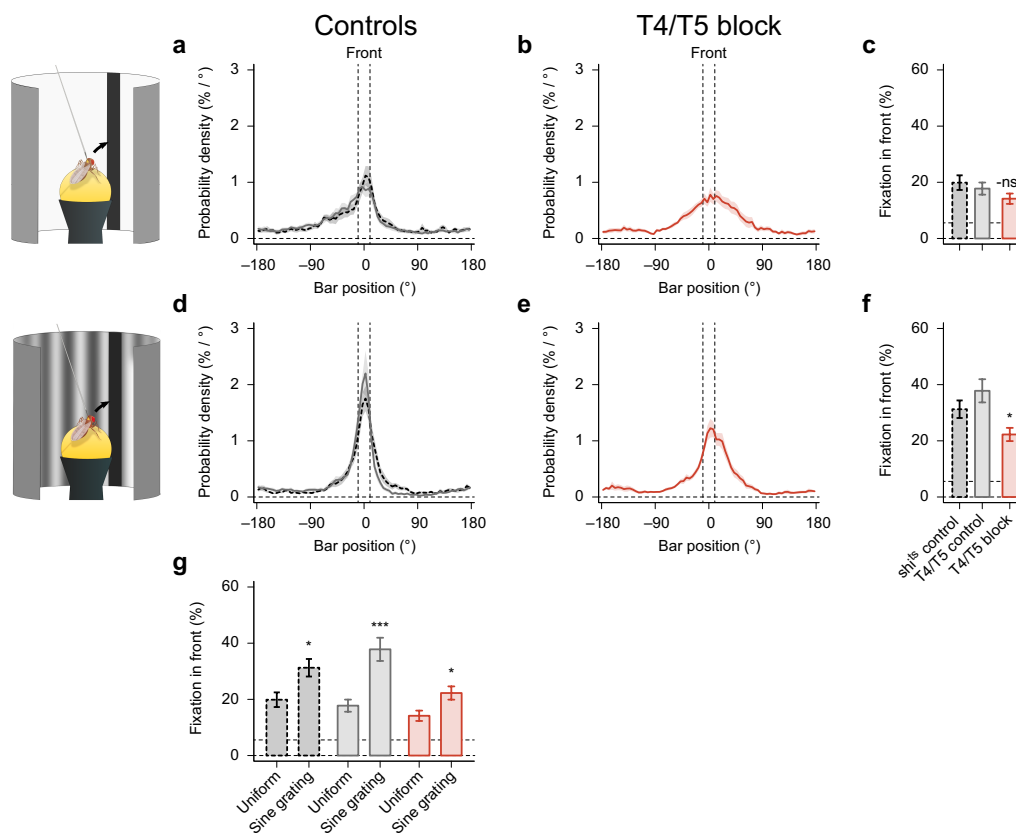 Controls
T4/T5 block
a
Front
Probability density (% / °)
3
2
1
0
–180
–90
0
90
180
Bar position (°)
b
Front
Probability density (% / °)
3
2
1
0
–180
–90
0
90
180
Bar position (°)
c
Fixation in front (%)
60
40
20
0
-ns
d
Probability density (% / °)
3
2
1
0
–180
–90
0
90
180
Bar position (°)
e
Probability density (% / °)
3
2
1
0
–180
–90
0
90
180
Bar position (°)
f
Fixation in front (%)
60
40
20
0
*
shiᵗˢ control
T4/T5 control
T4/T5 block
g
Fixation in front (%)
60
40
20
0
*
***
*
Uniform
Sine grating
Uniform
Sine grating
Uniform
Sine grating